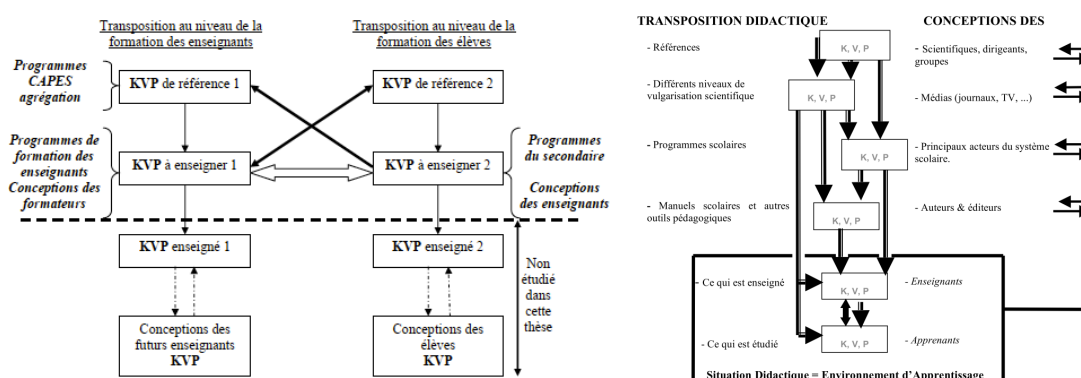 Transposition au niveau de la
formation des enseignants
Transposition au niveau de la
formation des élèves
Programmes
CAPES
agrégation
KVP de référence 1
KVP de référence 2
Programmes de
formation des
enseignants
Conceptions des
formateurs
KVP à enseigner 1
KVP à enseigner 2
Programmes
du secondaire
Conceptions
des enseignants
KVP enseigné 1
KVP enseigné 2
Non
étudié
dans
cette
thèse
Conceptions des
futurs enseignants
KVP
Conceptions des
élèves
KVP
TRANSPOSITION DIDACTIQUE
CONCEPTIONS DES
- Références
K, V, P
- Scientifiques, dirigeants,
groupes
- Différents niveaux de
vulgarisation scientifique
K, V, P
- Médias (journaux, TV, ...)
- Programmes scolaires
K, V, P
- Principaux acteurs du système
scolaire.
- Manuels scolaires et autres
outils pédagogiques
K, V, P
- Auteurs & éditeurs
- Ce qui est enseigné
K, V, P
- Enseignants
- Ce qui est étudié
K, V, P
- Apprenants
Situation Didactique = Environnement d'Apprentissage